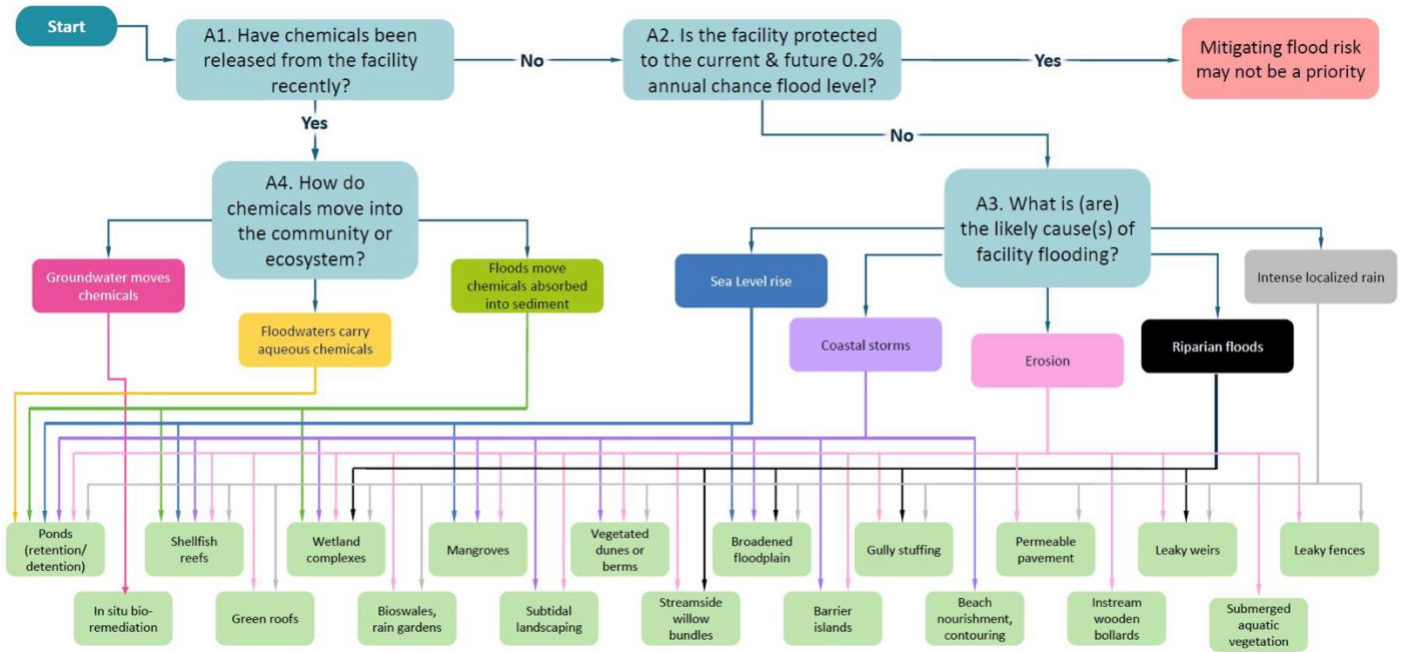 Start
A1. Have chemicals been
released from the facility
recently?
No
A2. Is the facility protected
to the current & future 0.2%
annual chance flood level?
Yes
Mitigating flood risk
may not be a priority
Yes
No
A4. How do
chemicals move into
the community or
ecosystem?
A3. What is (are)
the likely cause(s) of
facility flooding?
Groundwater moves
chemicals
Floods move
chemicals absorbed
into sediment
Sea Level rise
Intense localized rain
Floodwaters carry
aqueous chemicals
Coastal storms
Erosion
Riparian floods
Ponds
(retention/
detention)
Shellfish
reefs
Wetland
complexes
Mangroves
Vegetated
dunes or
berms
Broadened
floodplain
Gully stuffing
Permeable
pavement
Leaky weirs
Leaky fences
In situ bio-
remediation
Green roofs
Bioswales,
rain gardens
Subtidal
landscaping
Streamside
willow
bundles
Barrier
islands
Beach
nourishment,
contouring
Instream
wooden
bollards
Submerged
aquatic
vegetation